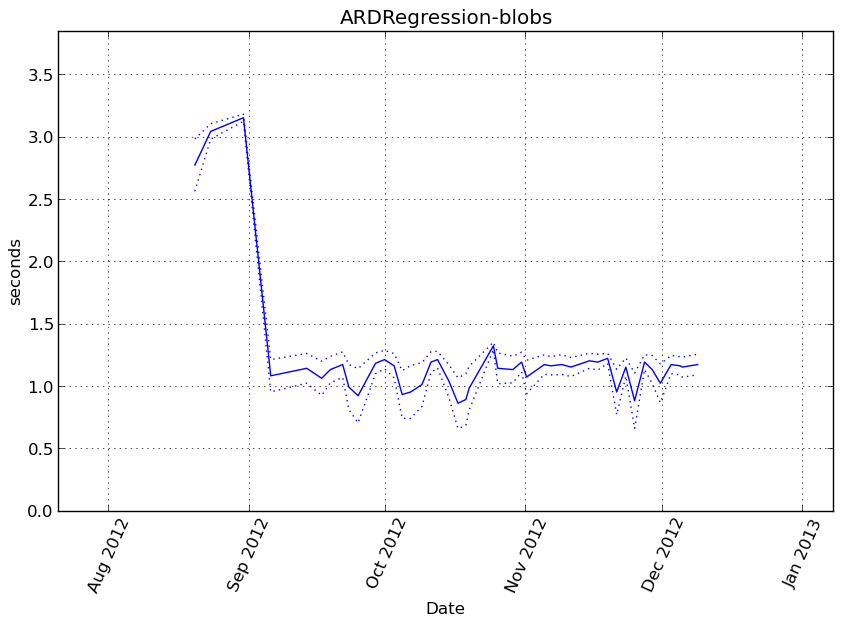 ARDRegression-blobs
3.5
3.0
2.5
2.0
1.5
1.0
0.5
0.0
seconds
Aug 2012
Sep 2012
Oct 2012
Nov 2012
Dec 2012
Jan 2013
Date